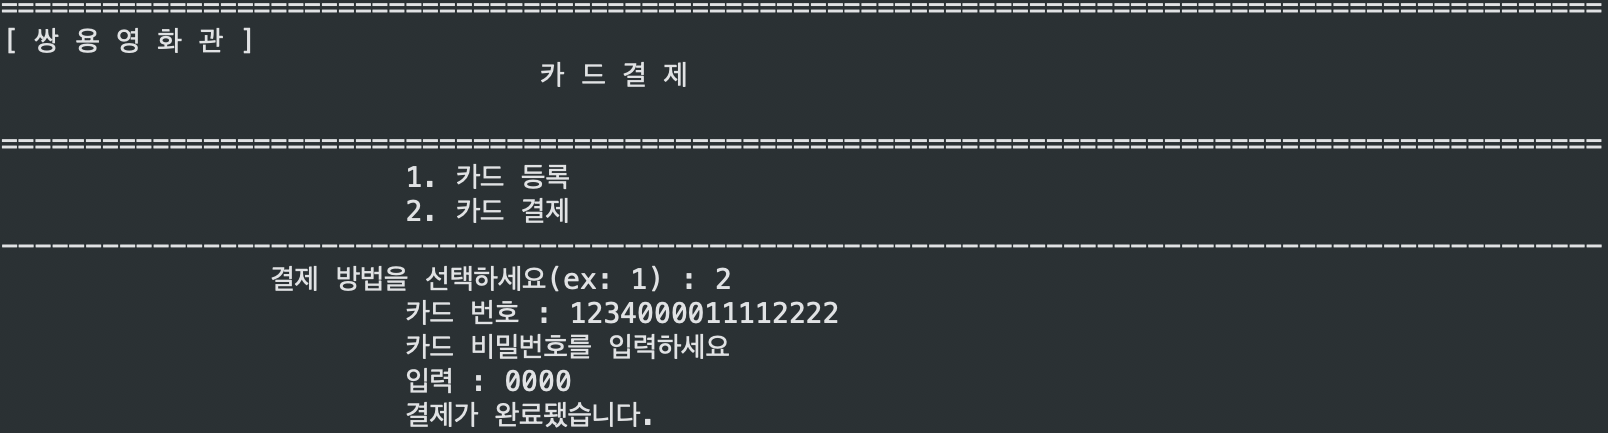 ====================================================================================================
[ 쌍 용 영 화 관 ]
카 드 결 제
====================================================================================================
1. 카드 등록
2. 카드 결제
----------------------------------------------------------------------------------------------------
결제 방법을 선택하세요(ex: 1) : 2
카드 번호 : 1234000011112222
카드 비밀번호를 입력하세요
입력 : 0000
결제가 완료됐습니다.